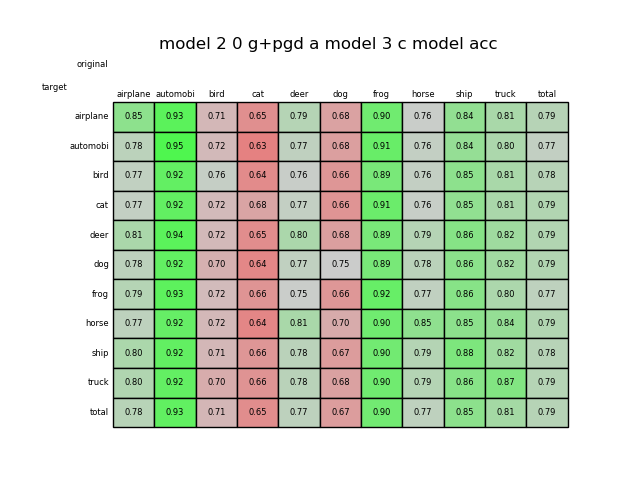 model 2 0 g+pgd a model 3 c model acc
original
target
airplane automobi bird cat deer dog frog horse ship truck total
airplane 0.85 0.93 0.71 0.65 0.79 0.68 0.90 0.76 0.84 0.81 0.79
automobi 0.78 0.95 0.72 0.63 0.77 0.68 0.91 0.76 0.84 0.80 0.77
bird 0.77 0.92 0.76 0.64 0.76 0.66 0.89 0.76 0.85 0.81 0.78
cat 0.77 0.92 0.72 0.68 0.77 0.66 0.91 0.76 0.85 0.81 0.79
deer 0.81 0.94 0.72 0.65 0.80 0.68 0.89 0.79 0.86 0.82 0.79
dog 0.78 0.92 0.70 0.64 0.77 0.75 0.89 0.78 0.86 0.82 0.79
frog 0.79 0.93 0.72 0.66 0.75 0.66 0.92 0.77 0.86 0.80 0.77
horse 0.77 0.92 0.72 0.64 0.81 0.70 0.90 0.85 0.85 0.84 0.79
ship 0.80 0.92 0.71 0.66 0.78 0.67 0.90 0.79 0.88 0.82 0.78
truck 0.80 0.92 0.70 0.66 0.78 0.68 0.90 0.79 0.86 0.87 0.79
total 0.78 0.93 0.71 0.65 0.77 0.67 0.90 0.77 0.85 0.81 0.79